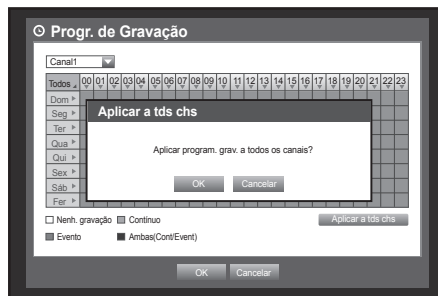 Progr. de Gravação
Canal1
Todos 00 01 02 03 04 05 06 07 08 09 10 11 12 13 14 15 16 17 18 19 20 21 22 23
Dom
Seg
Ter
Qua
Qui
Sex
Sáb
Fer
Aplicar a tds chs
Aplicar program. grav. a todos os canais?
OK Cancelar
Nenh. gravação Contínuo Aplicar a tds chs
Evento Ambas(Cont/Event)
OK Cancelar